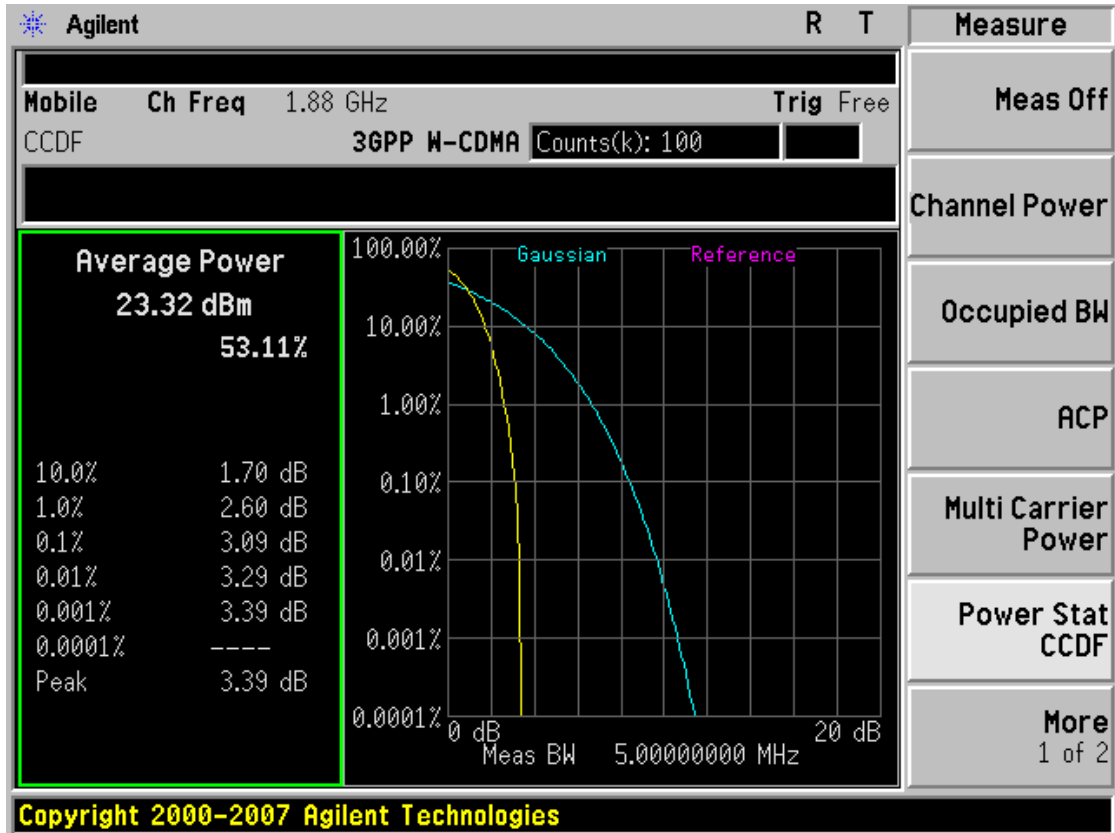 Agilent R T
Mobile Ch Freq 1.88 GHz Trig Free
CCDF 3GPP W-CDMA Counts(k): 100
Average Power
23.32 dBm
53.11%
10.0% 1.70 dB
1.0% 2.60 dB
0.1% 3.09 dB
0.01% 3.29 dB
0.001% 3.39 dB
0.0001% ----
Peak 3.39 dB
100.00% Gaussian Reference
10.00%
1.00%
0.10%
0.01%
0.001%
0.0001%
0 dB 20 dB
Meas BW 5.00000000 MHz
Measure
Meas Off
Channel Power
Occupied BW
ACP
Multi Carrier
Power
Power Stat
CCDF
More
1 of 2
Copyright 2000-2007 Agilent Technologies